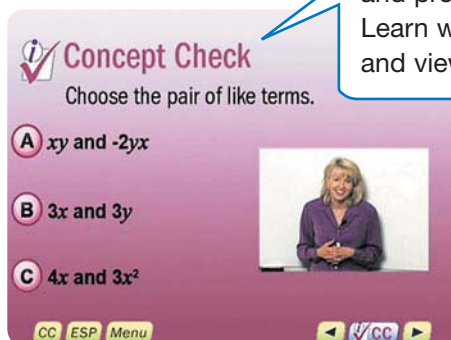 and pro
Learn w
and view
Concept Check
Choose the pair of like terms.
A xy and -2yx
B 3x and 3y
C 4x and 3x²
CC ESP Menu
CC